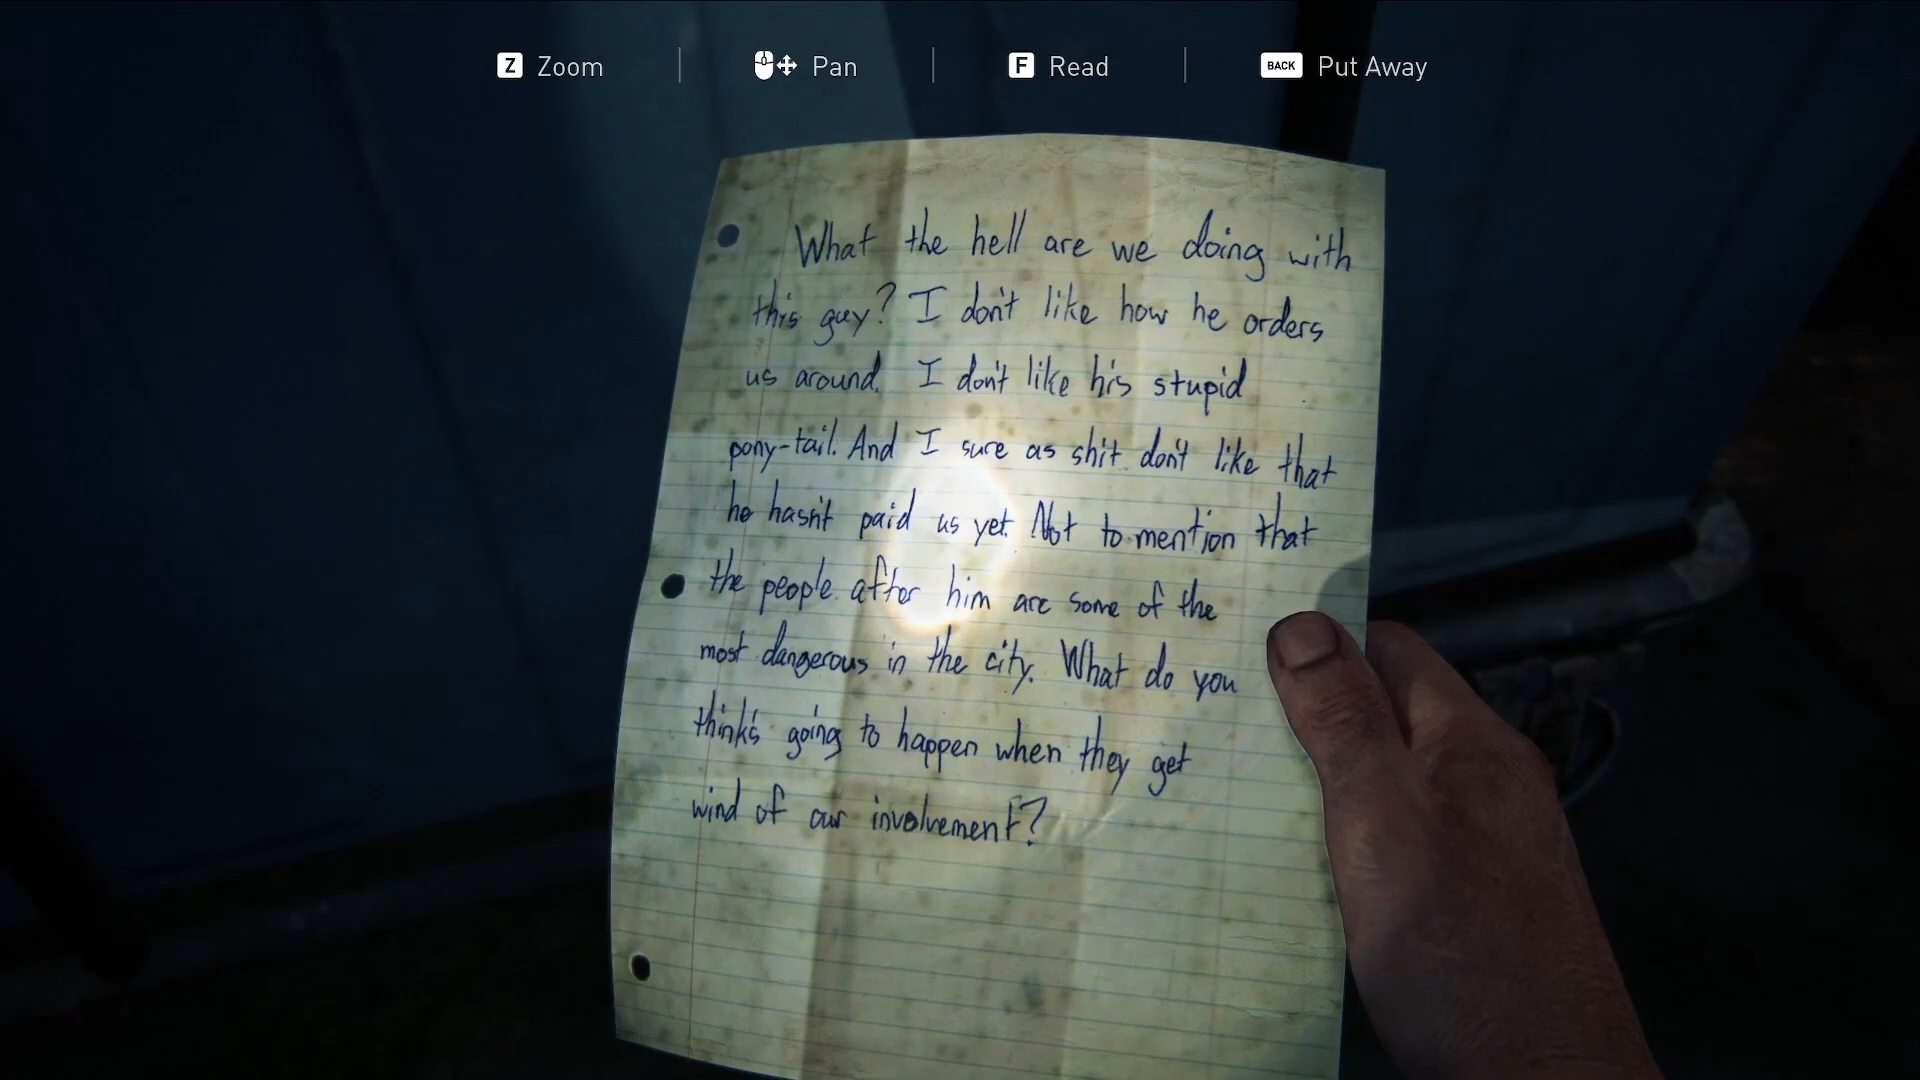 Z Zoom
Pan
F Read
BACK Put Away
What the hell are we doing with
this guy? I don't like how he orders
us around. I don't like his stupid
pony-tail. And I sure as shit don't like that
he hasn't paid us yet. Not to mention that
the people after him are some of the
most dangerous in the city. What do you
think's going to happen when they get
wind of our involvement?